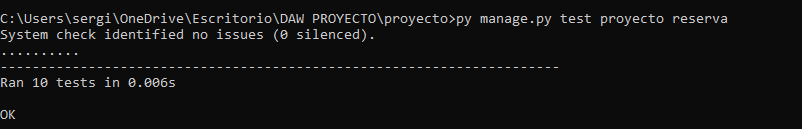 C:\Users\sergi\OneDrive\Escritorio\DAW PROYECTO\proyecto>py manage.py test proyecto reserva
System check identified no issues (0 silenced).
..........
----------------------------------------------------------------------
Ran 10 tests in 0.006s
OK